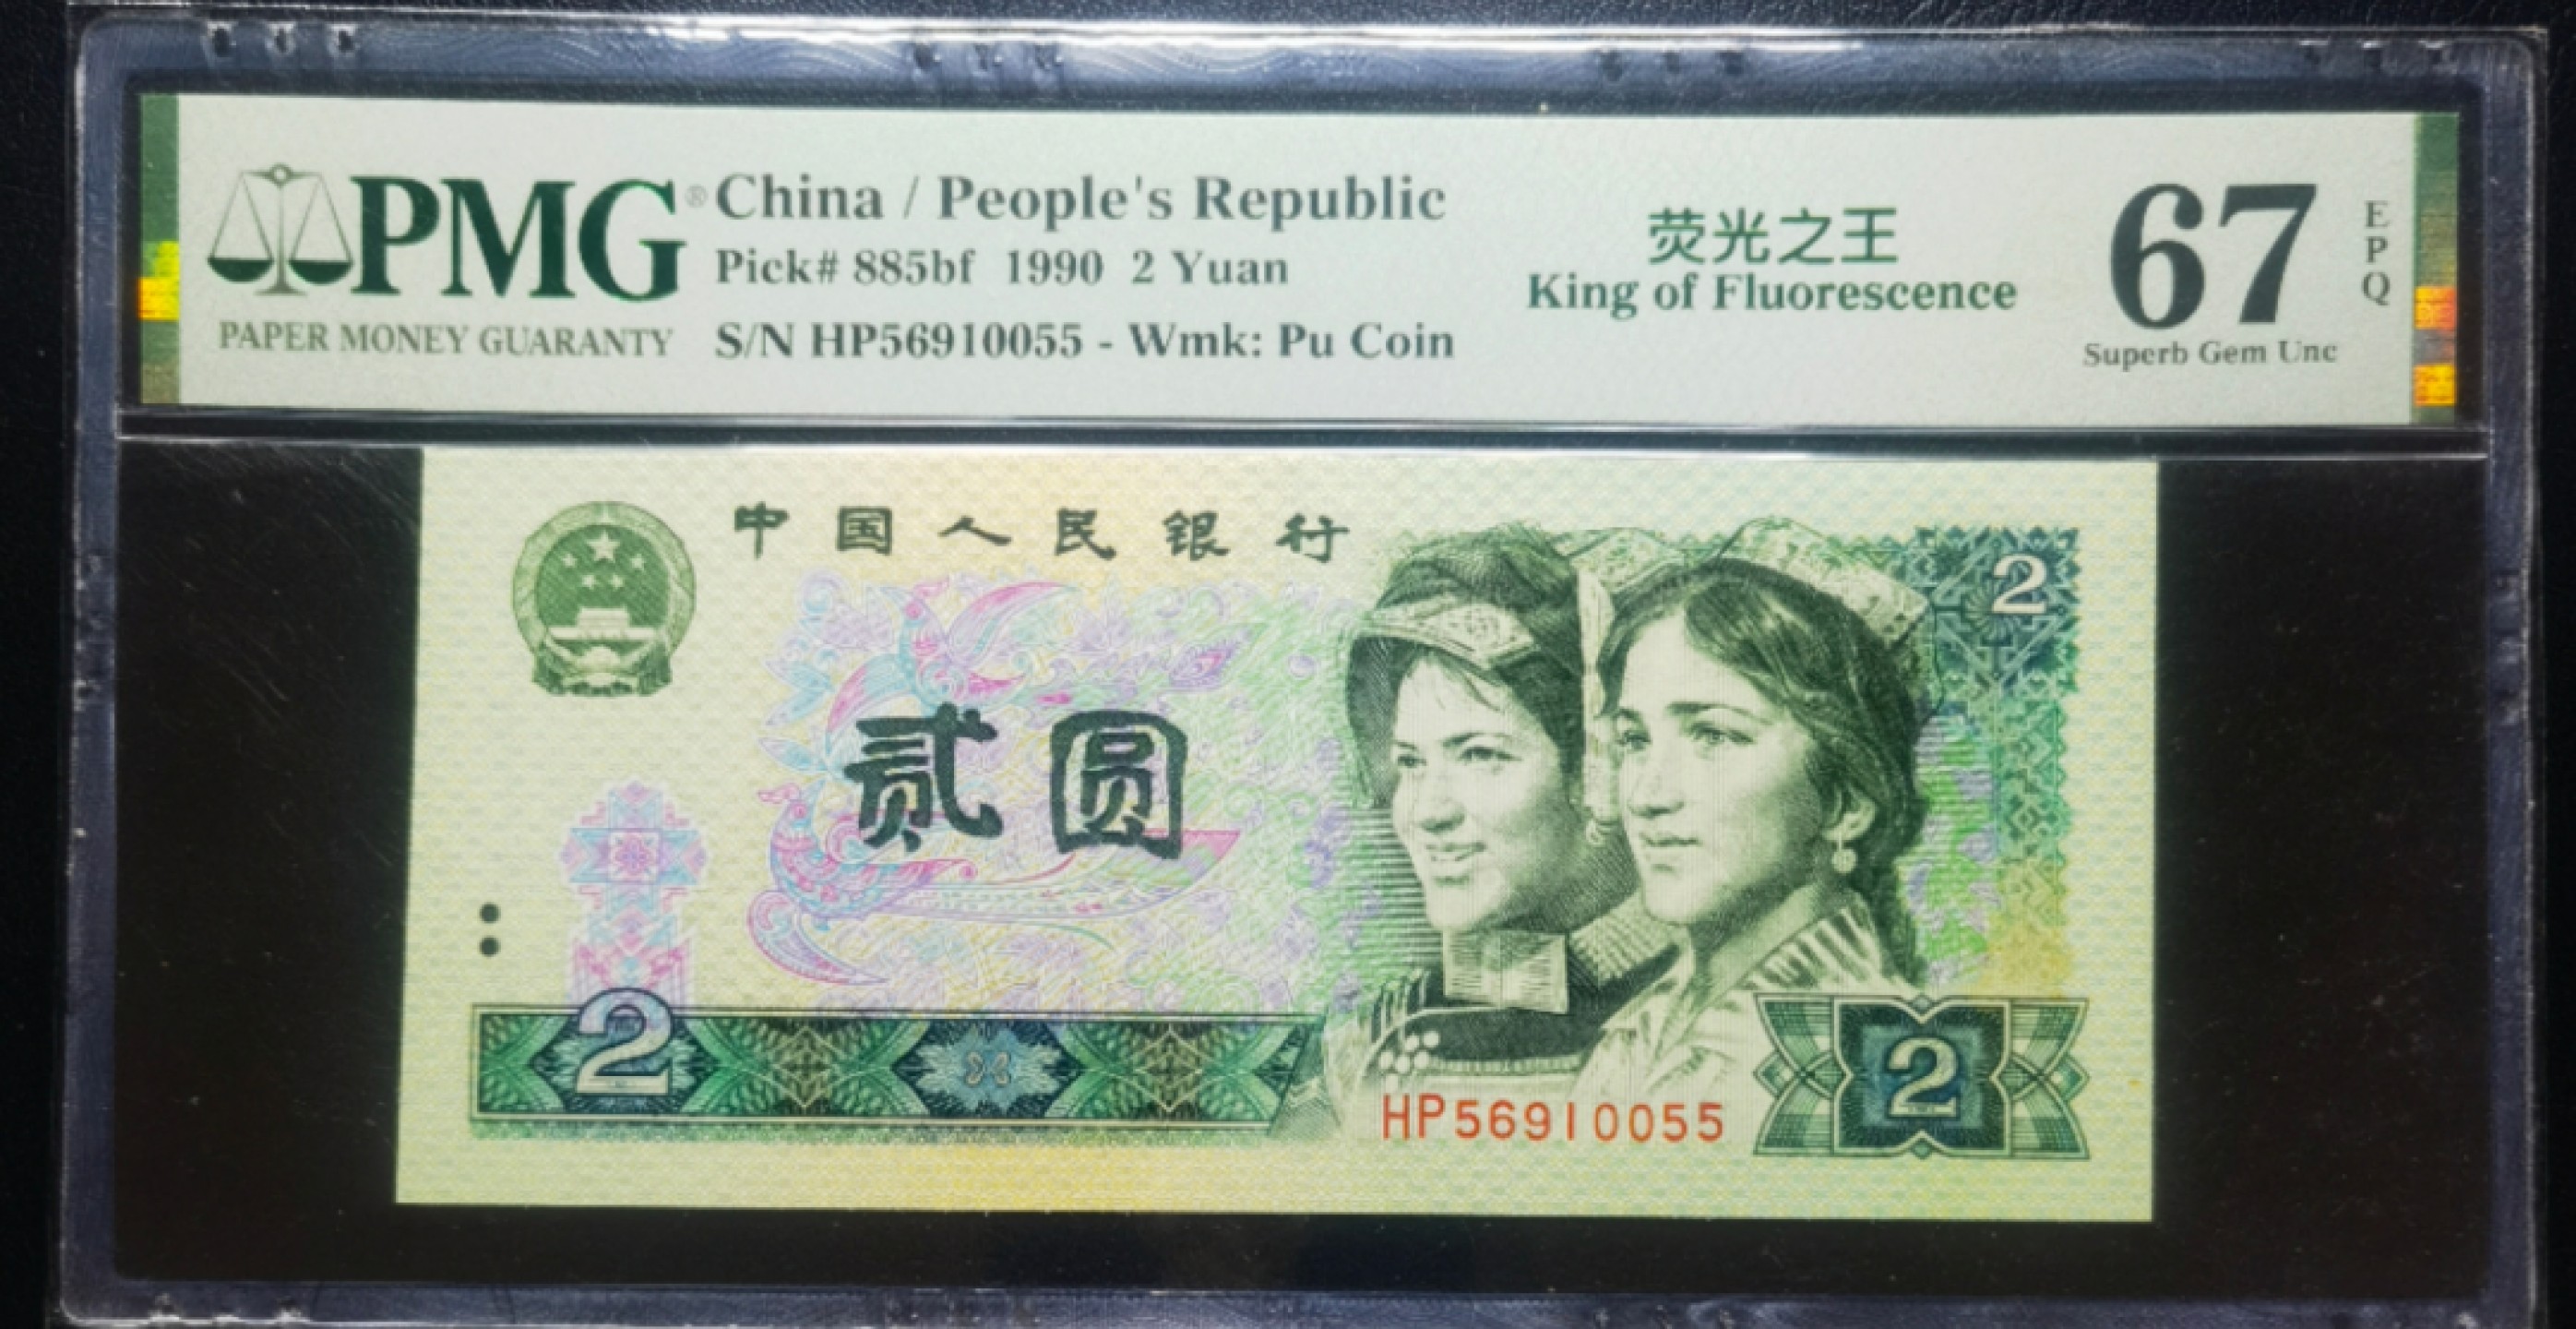 PMG®
PAPER MONEY GUARANTY
China / People's Republic
Pick# 885bf 1990 2 Yuan
S/N HP56910055 - Wmk: Pu Coin
荧光之王
King of Fluorescence
67
EPQ
Superb Gem Unc
中国人民银行
2
贰圆
2
HP56910055
2